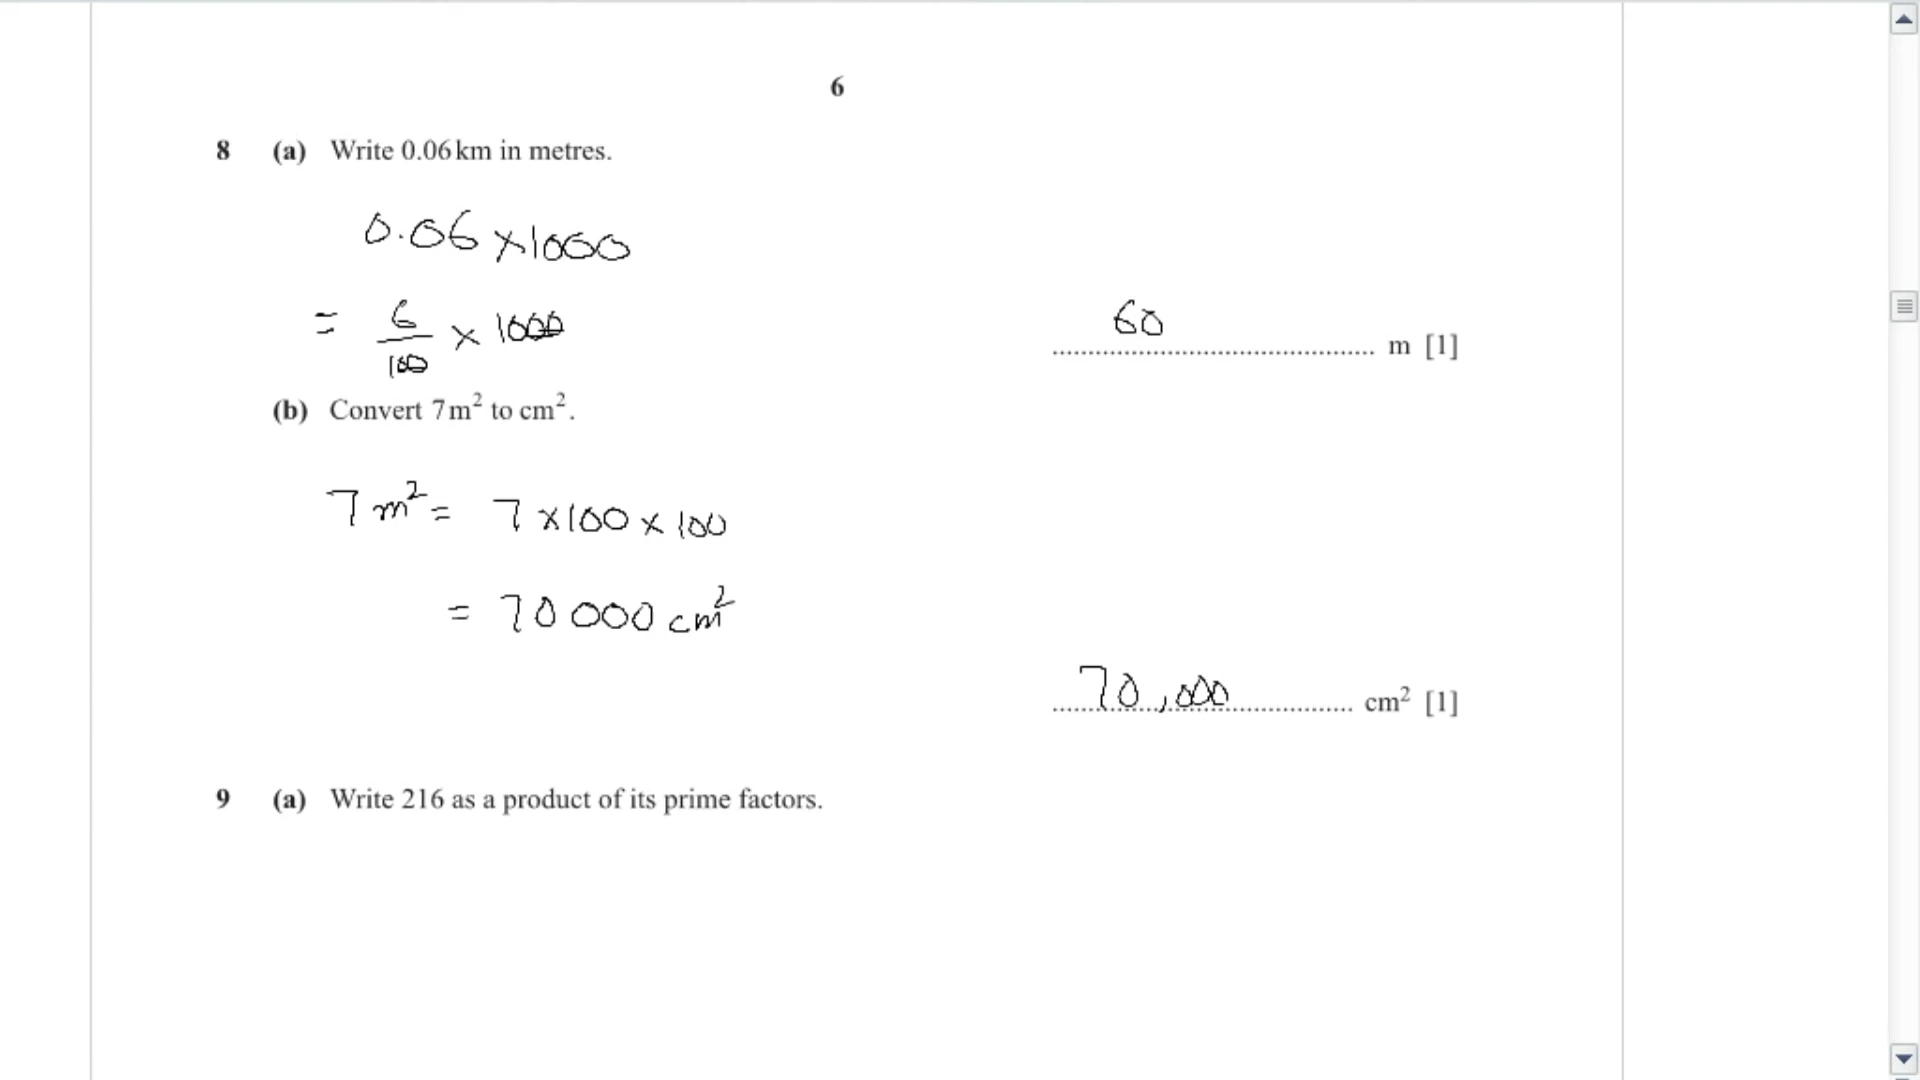 6
8 (a) Write 0.06 km in metres.
0.06 ×1000
= 6/100 × 1000
60
.............................................. m [1]
(b) Convert 7 m² to cm².
7 m² = 7 ×100 × 100
= 70 000 cm²
70,000
........................................... cm² [1]
9 (a) Write 216 as a product of its prime factors.